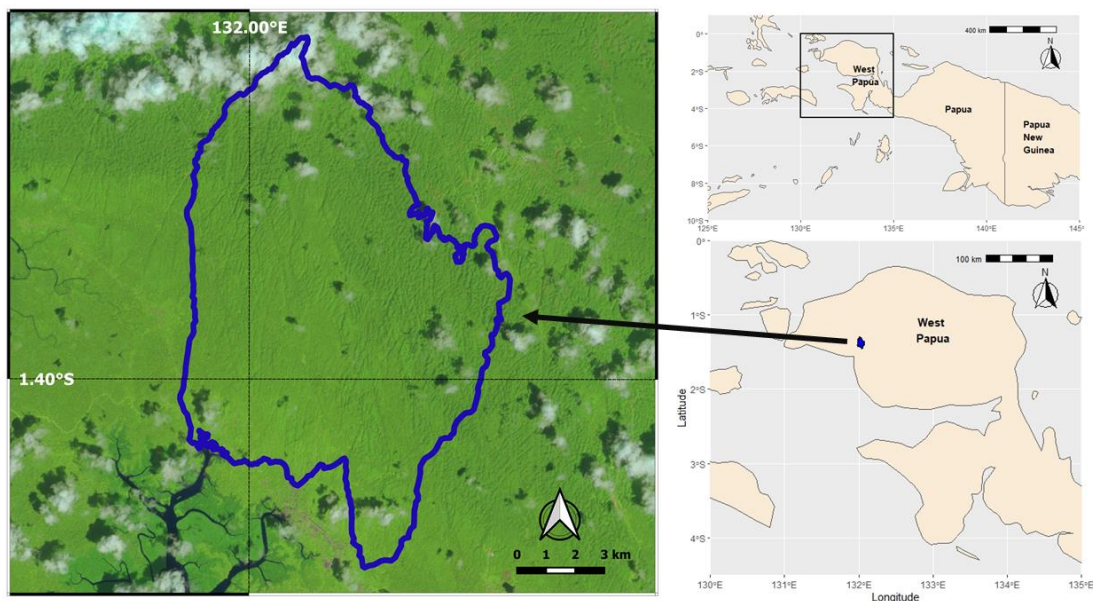 132.00°E
1.40°S
0 1 2 3 km
0°
2°S
4°S
6°S
8°S
10°S
400 km
N
West
Papua
Papua
Papua
New
Guinea
125°E
130°E
135°E
140°E
145°
0°
1°S
2°S
3°S
4°S
Latitude
100 km
N
West
Papua
130°E
131°E
132°E
133°E
134°E
135°E
Longitude